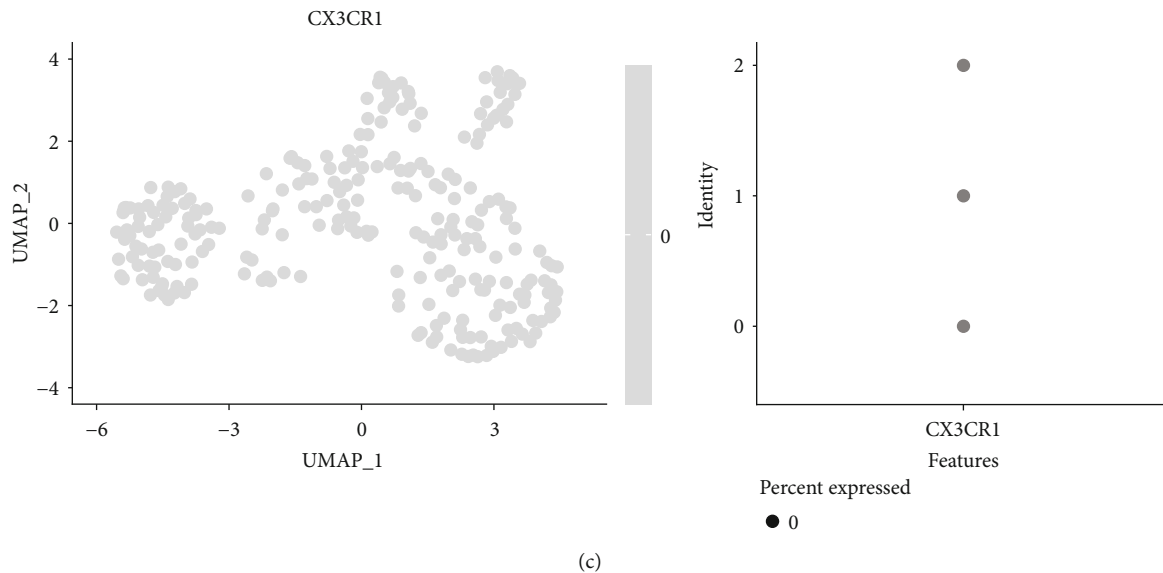 CX3CR1
4
2
0
−2
−4
UMAP_2
−6
−3
0
3
UMAP_1
0
2
1
0
Identity
CX3CR1
Features
Percent expressed
0
(c)